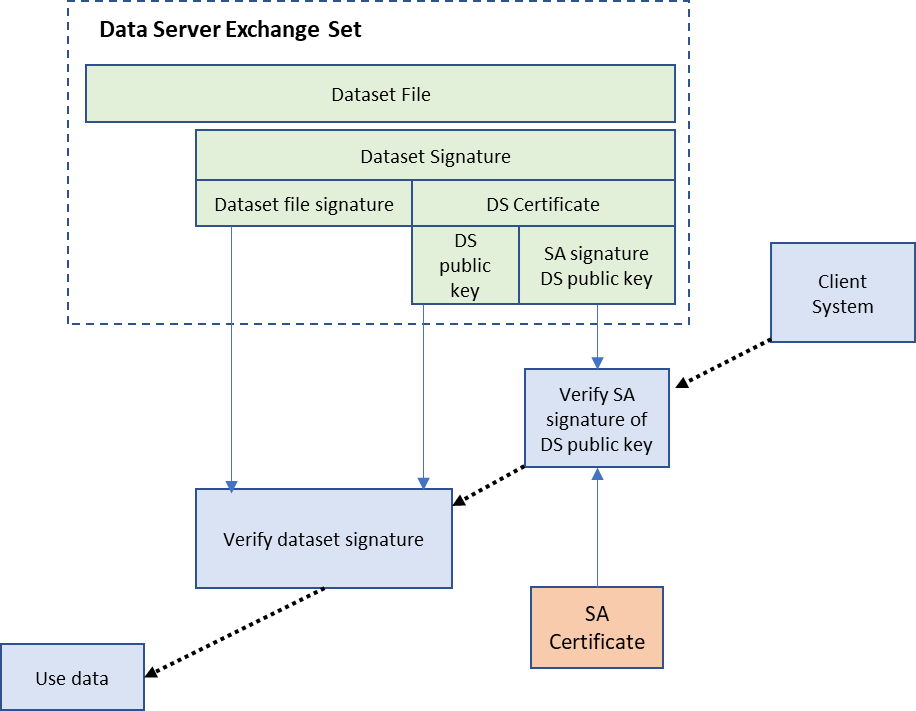 Data Server Exchange Set
Dataset File
Dataset Signature
Dataset file signature
DS Certificate
DS
public
key
SA signature
DS public key
Client
System
Verify SA
signature of
DS public key
Verify dataset signature
SA
Certificate
Use data